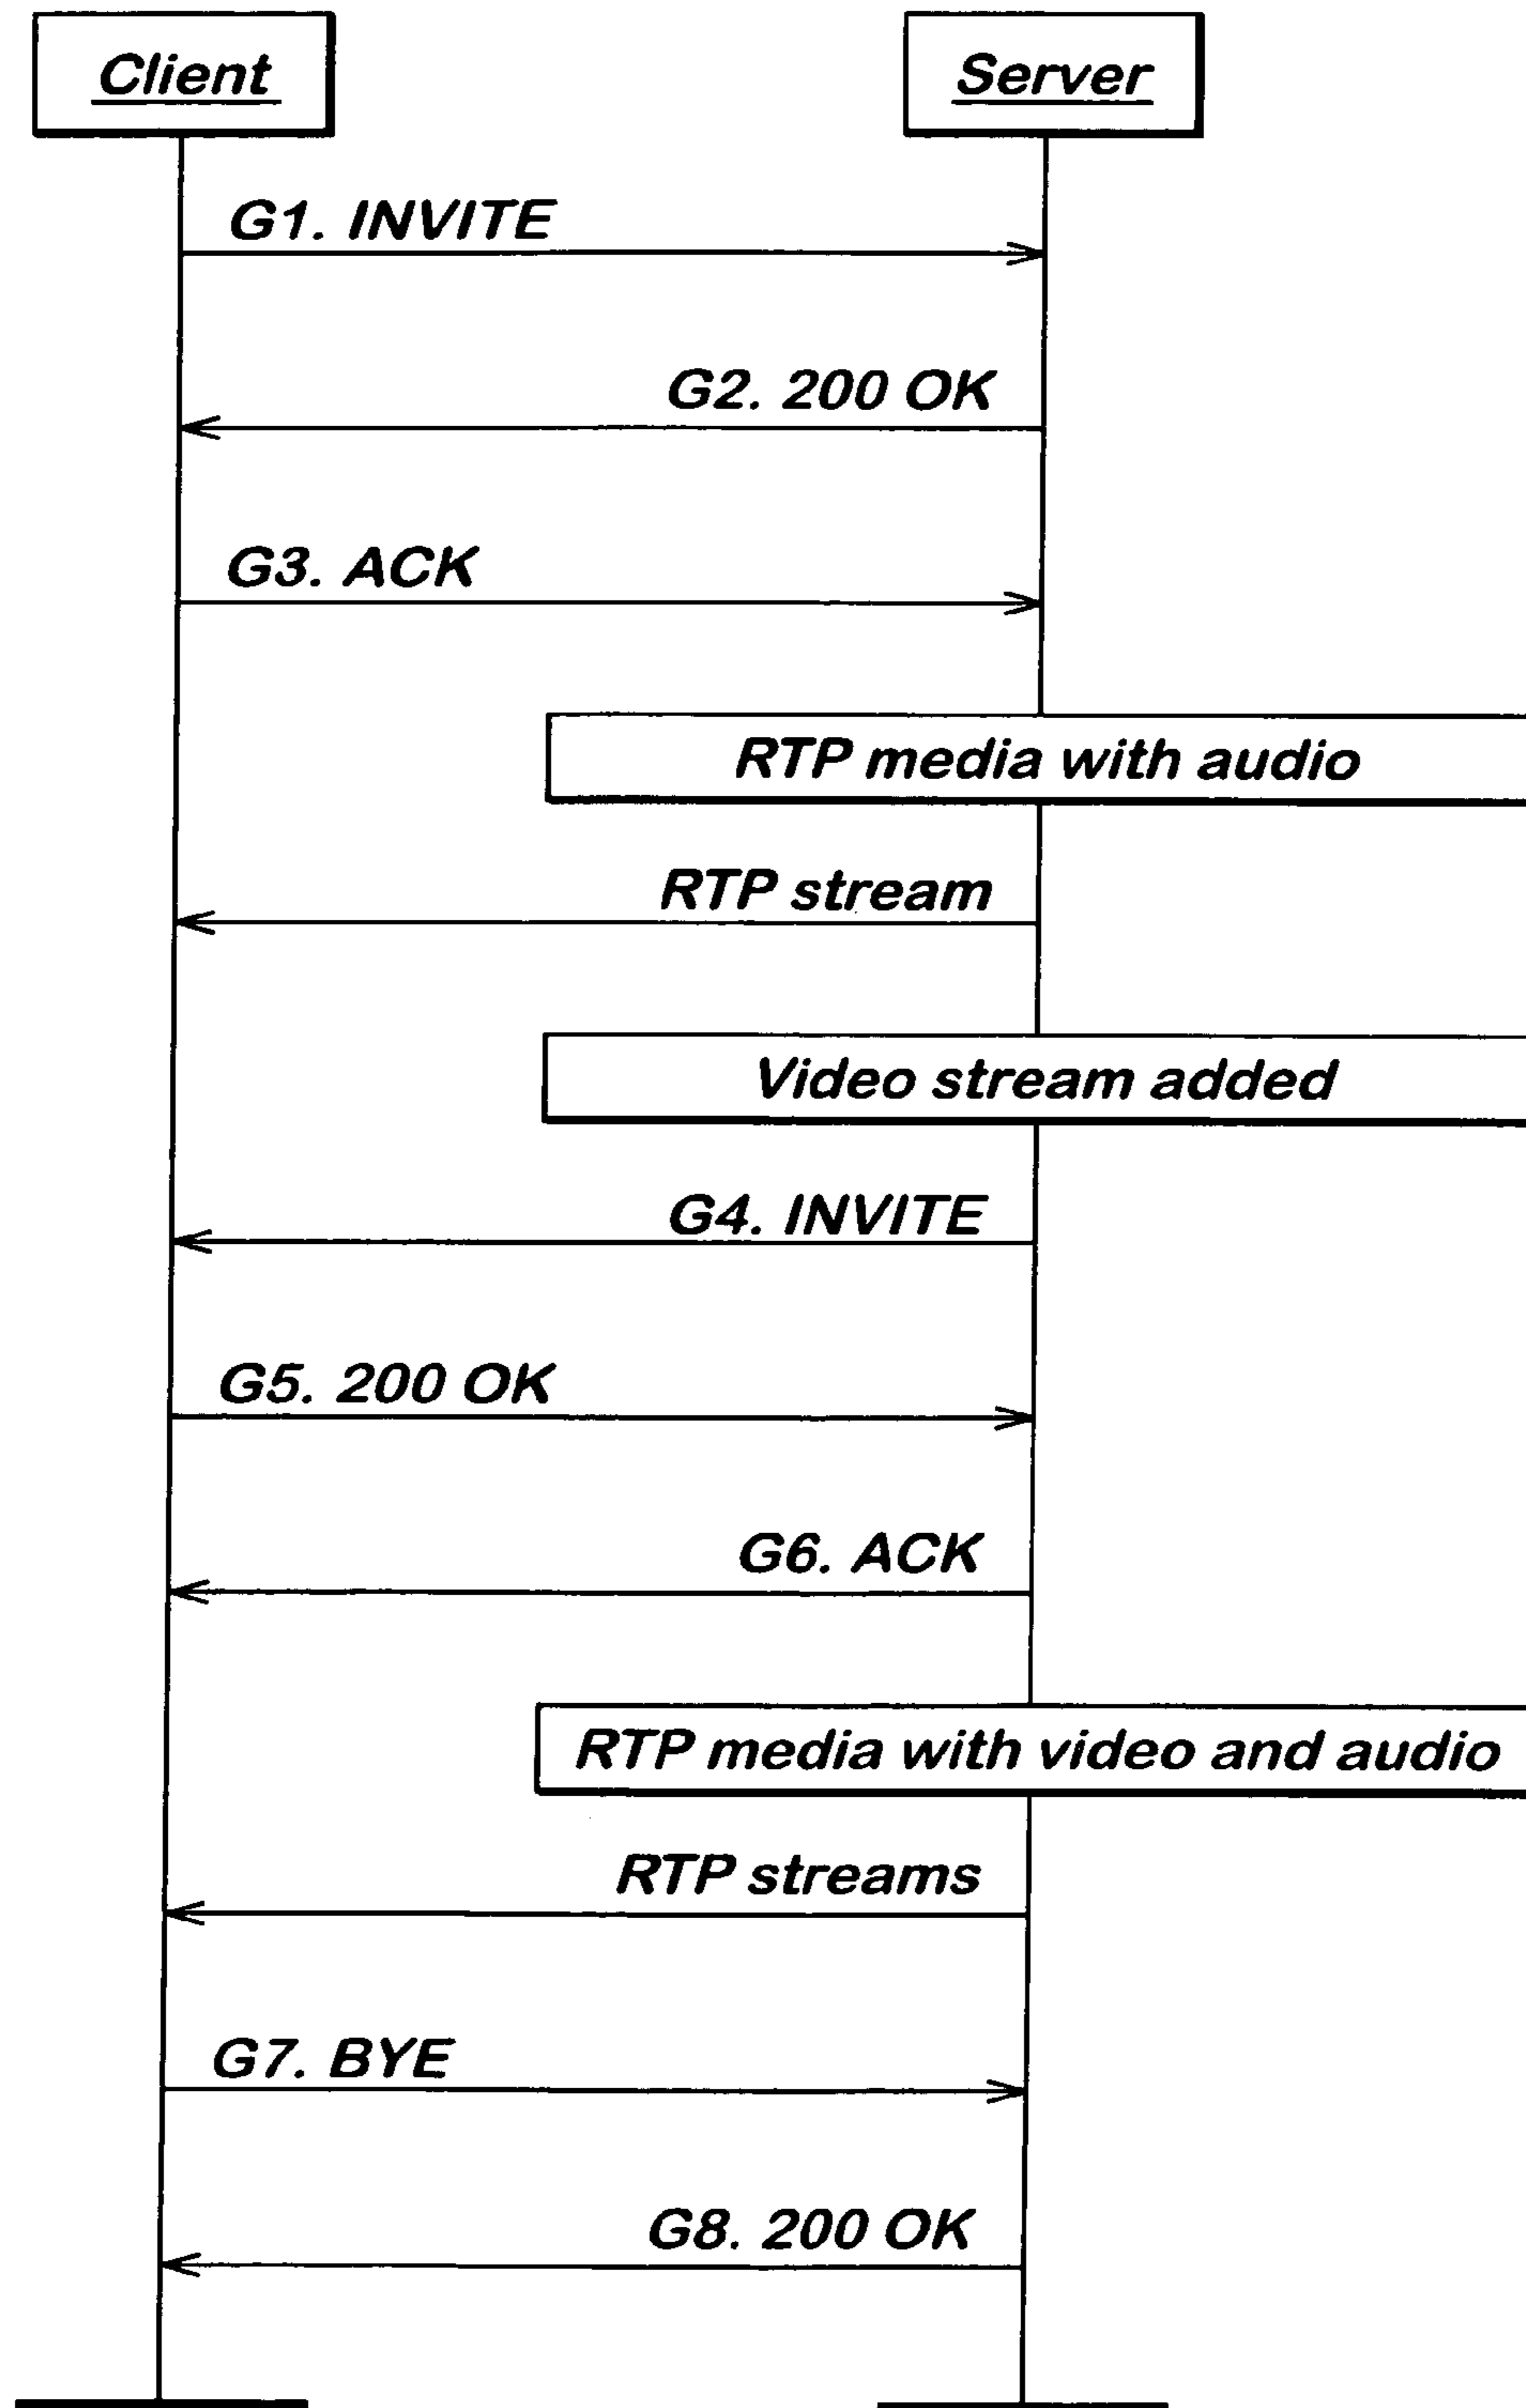 Client
Server
G1. INVITE
G2. 200 OK
G3. ACK
RTP media with audio
RTP stream
Video stream added
G4. INVITE
G5. 200 OK
G6. ACK
RTP media with video and audio
RTP streams
G7. BYE
G8. 200 OK